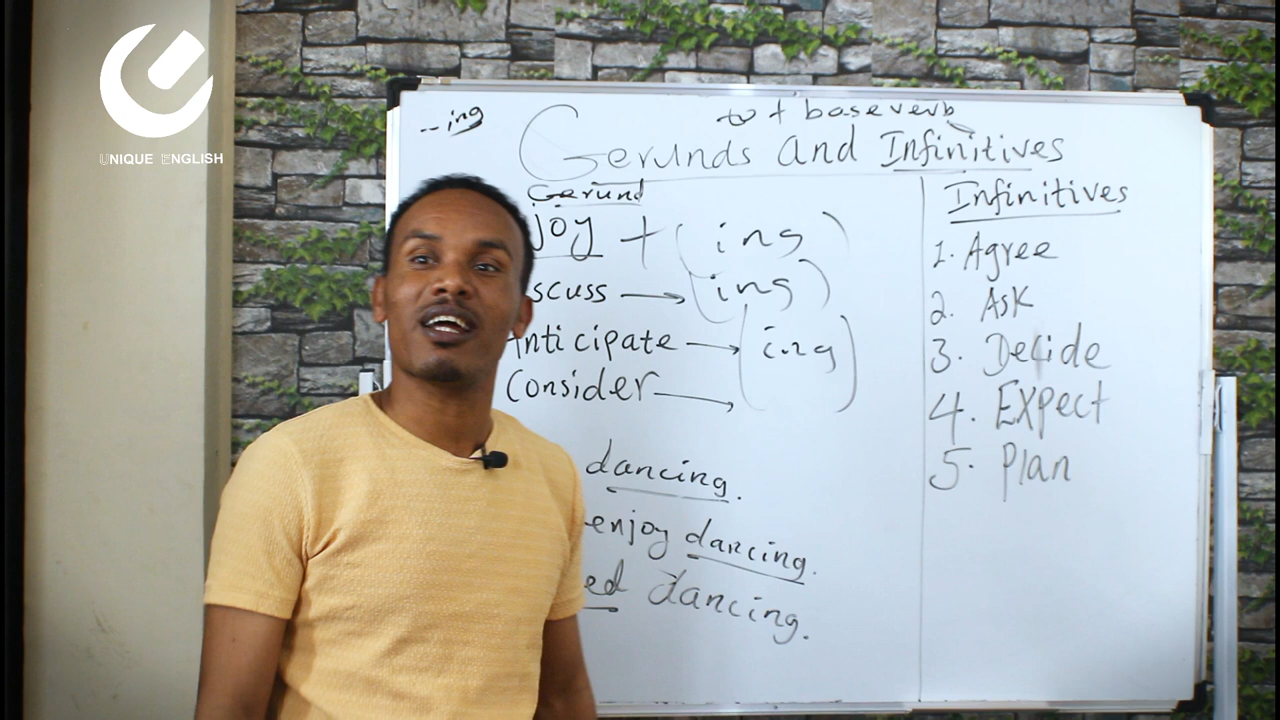 UNIQUE ENGLISH
--ing
to + base verb
Gerunds and Infinitives
Gerund
joy + (ing)
scuss → (ing)
Anticipate → (ing)
Consider →
dancing.
enjoy dancing.
ed dancing.
Infinitives
1. Agree
2. Ask
3. Decide
4. Expect
5. Plan